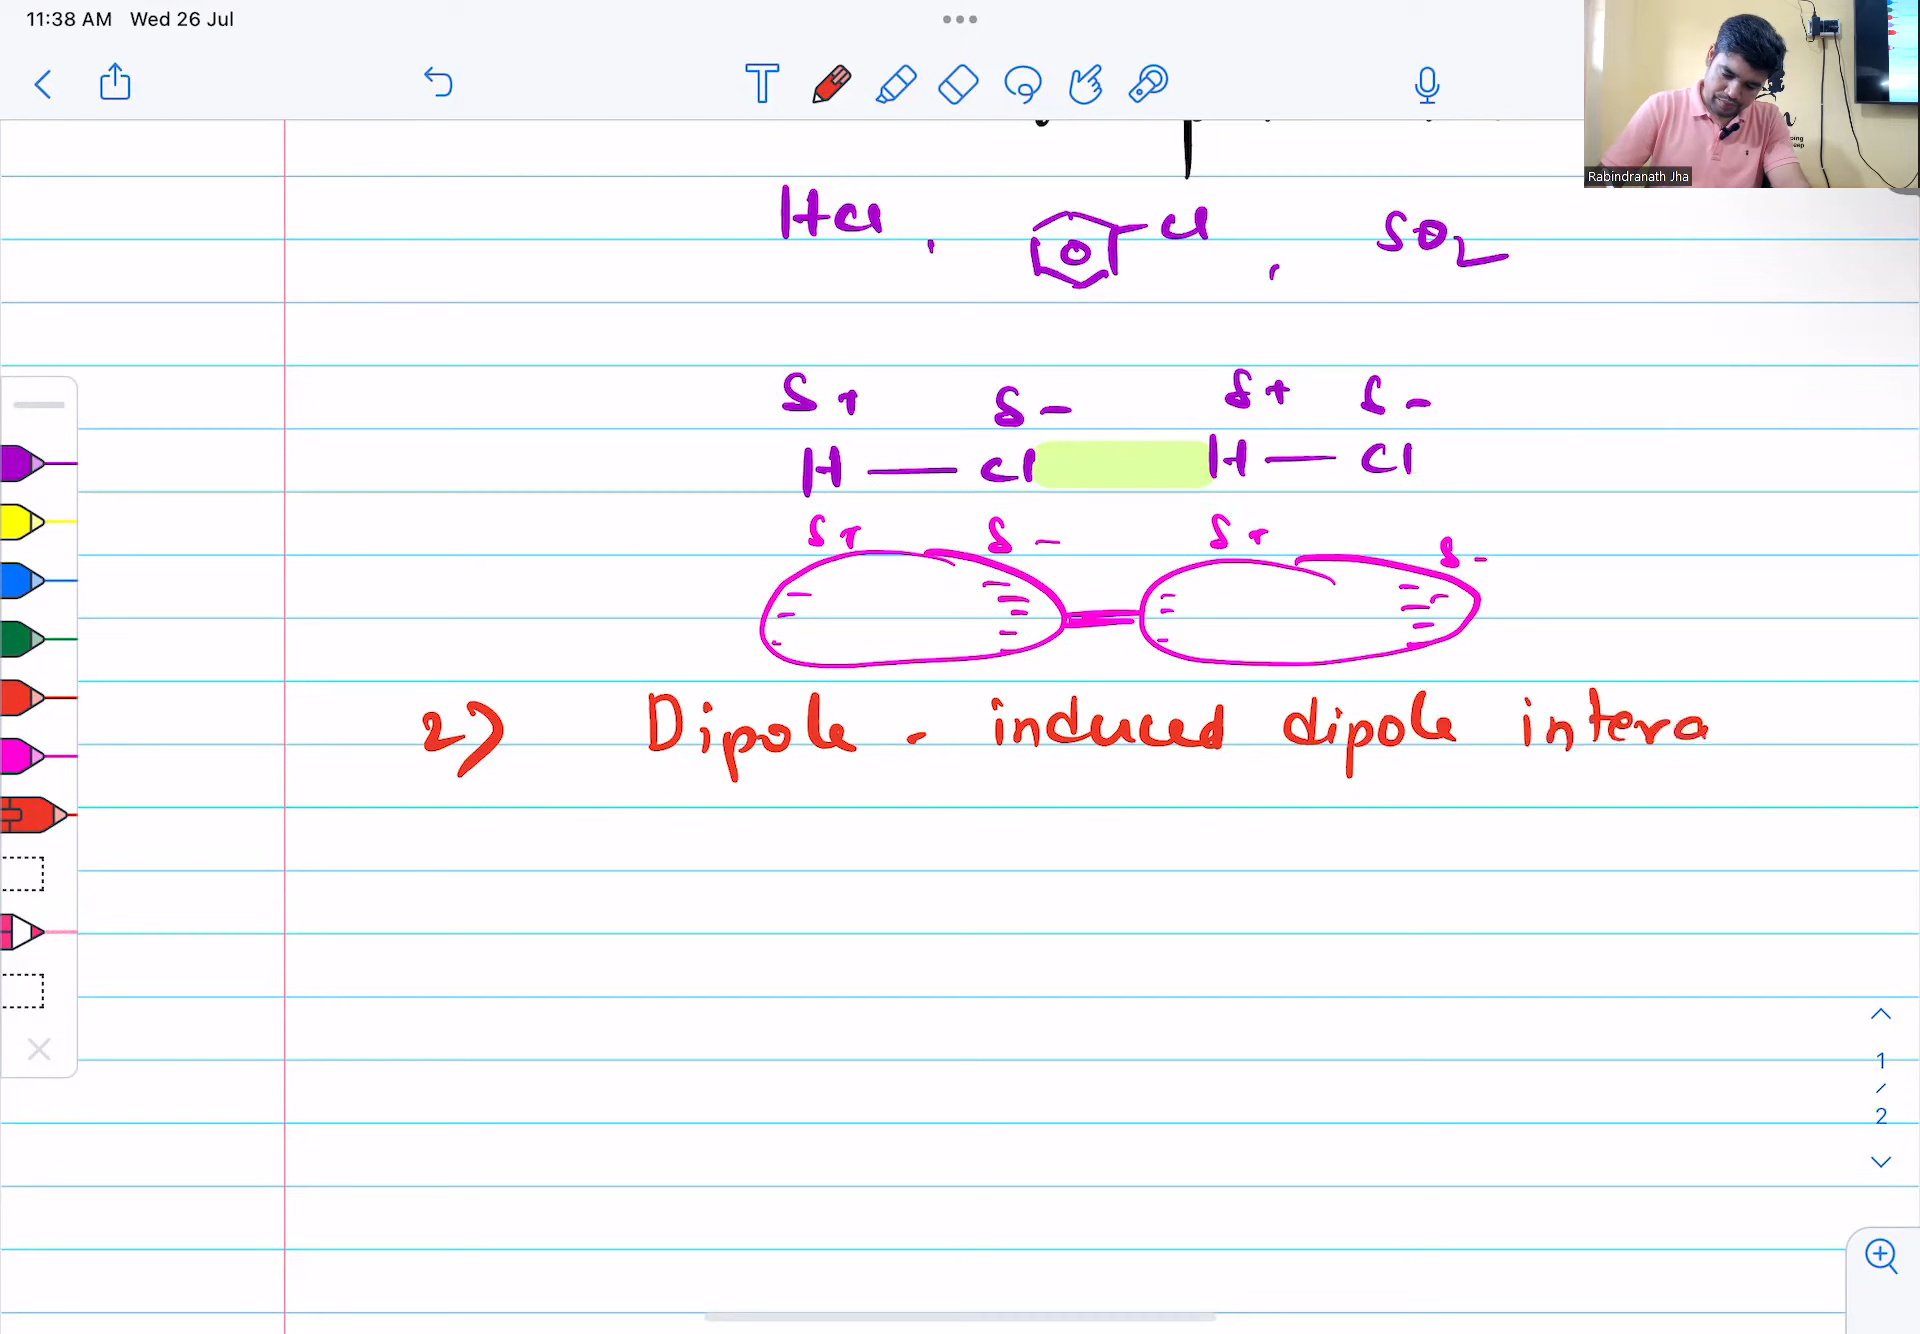 11:38 AM Wed 26 Jul
Rabindranath Jha
HCl , Cl , SO2
δ+ δ- δ+ δ-
H — Cl H — Cl
δ+ δ- δ+ δ-
2) Dipole - induced dipole intera
1
/
2